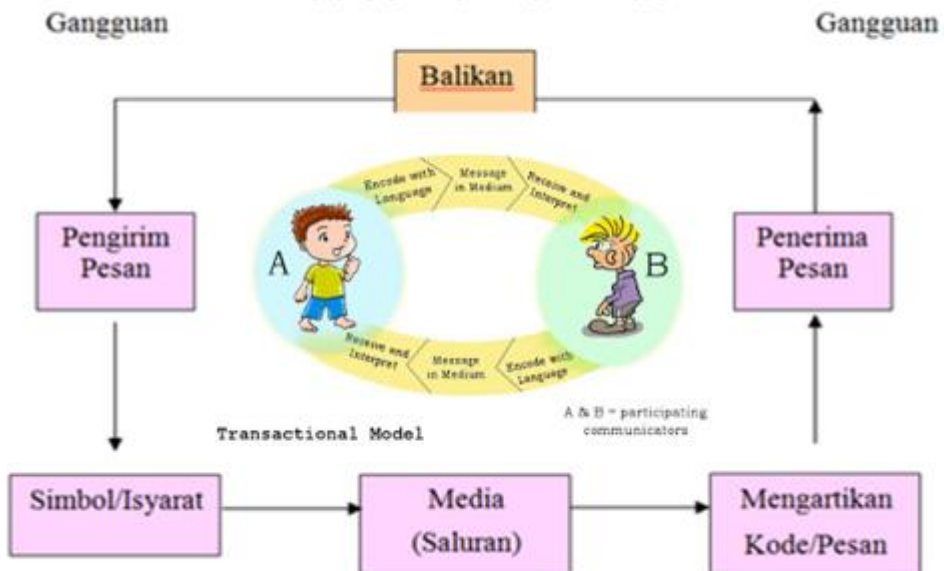 Gangguan
Gangguan
Balikan
Encode with
Language
Message
in Medium
Receive and
Interpret
Pengirim
Pesan
A
B
Penerima
Pesan
Receive and
Interpret
Message
in Medium
Encode with
Language
A & B = participating
communicators
Transactional Model
Simbol/Isyarat
Media
(Saluran)
Mengartikan
Kode/Pesan